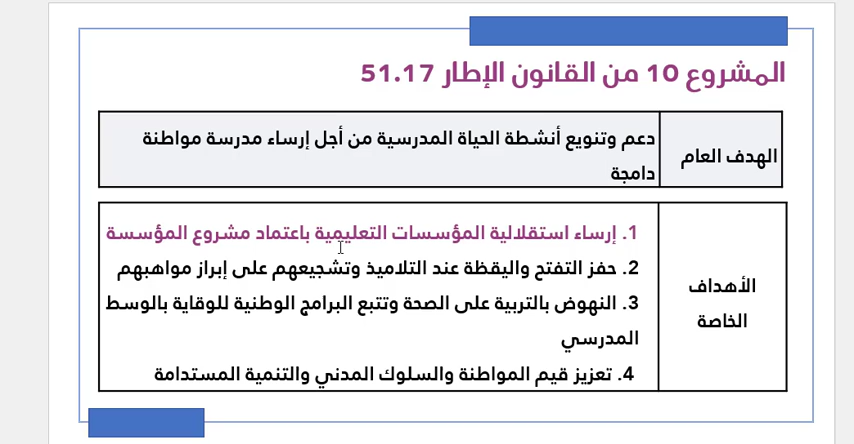 المشروع 10 من القانون الإطار 51.17
الهدف العام
دعم وتنويع أنشطة الحياة المدرسية من أجل إرساء مدرسة مواطنة
دامجة
الأهداف
الخاصة
1. إرساء استقلالية المؤسسات التعليمية باعتماد مشروع المؤسسة
2. حفز التفتح واليقظة عند التلاميذ وتشجيعهم على إبراز مواهبهم
3. النهوض بالتربية على الصحة وتتبع البرامج الوطنية للوقاية بالوسط
المدرسي
4. تعزيز قيم المواطنة والسلوك المدني والتنمية المستدامة